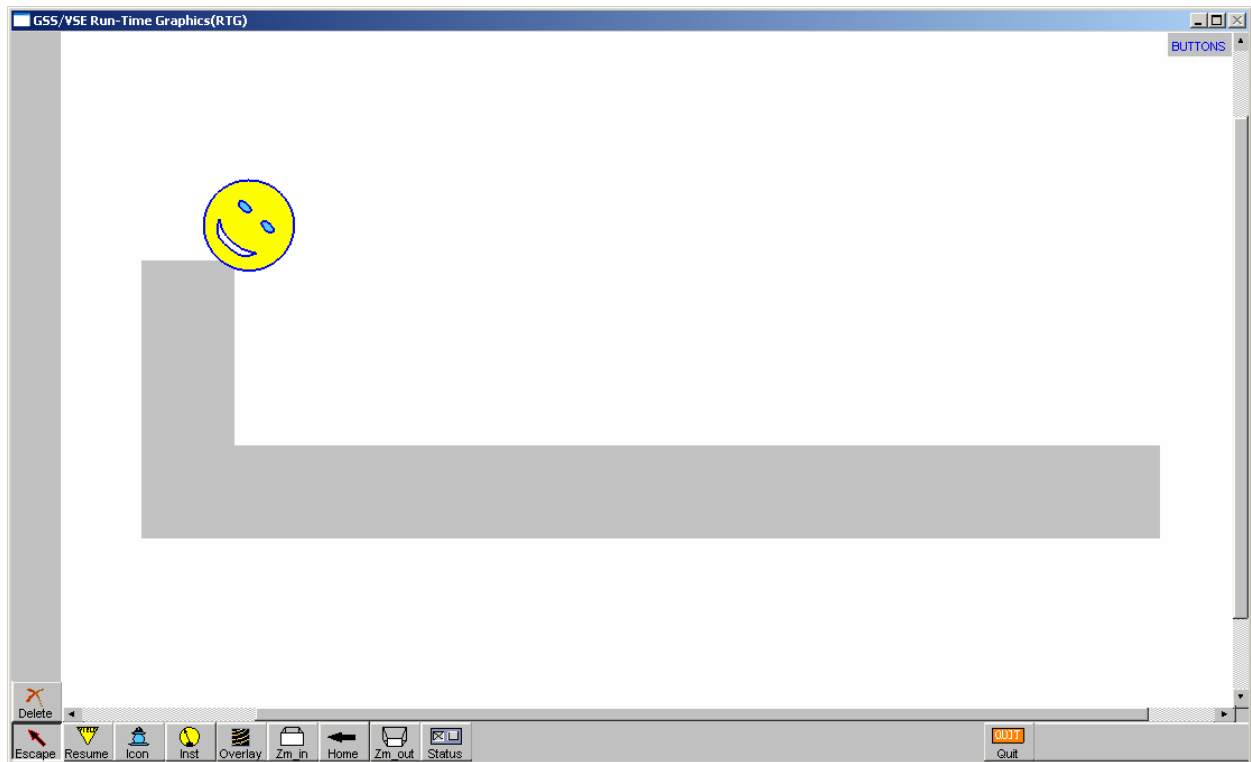 GSS/VSE Run-Time Graphics(RTG)
BUTTONS
Delete
Escape Resume Icon Inst Overlay Zm_in Home Zm_out Status Quit
QUIT